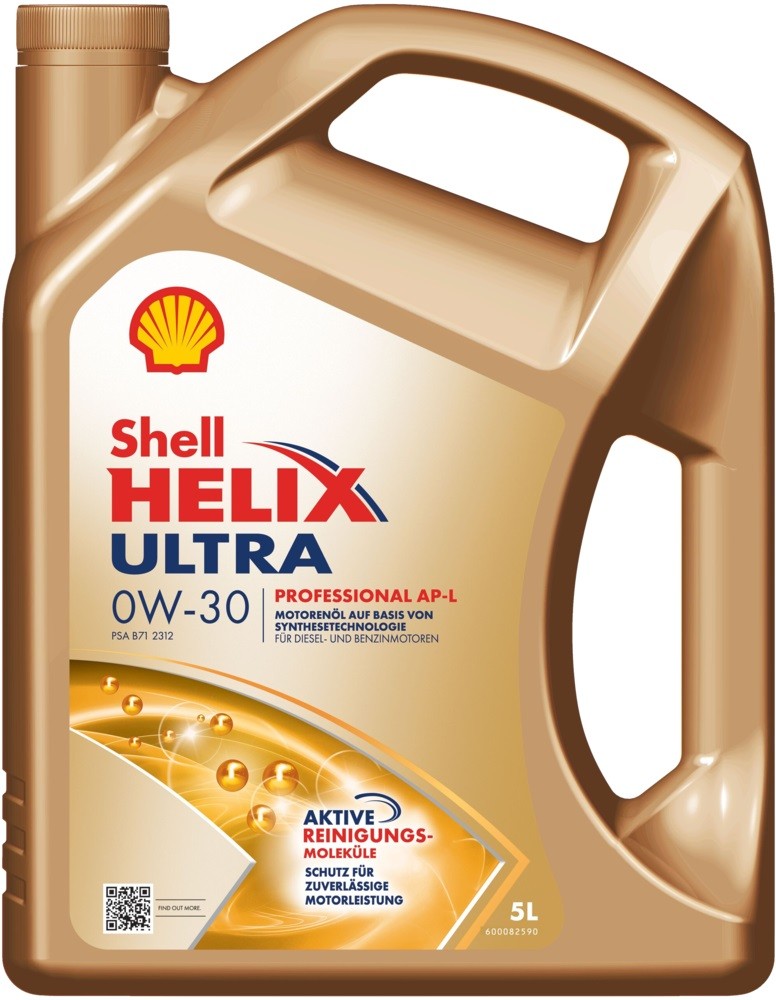 Shell
HELIX
ULTRA
0W-30
PSA B71 2312
PROFESSIONAL AP-L
MOTORENÖL AUF BASIS VON
SYNTHESETECHNOLOGIE
FÜR DIESEL- UND BENZINMOTOREN
AKTIVE
REINIGUNGS-
MOLEKÜLE
SCHUTZ FÜR
ZUVERLÄSSIGE
MOTORLEISTUNG
FIND OUT MORE.
5L
600082590